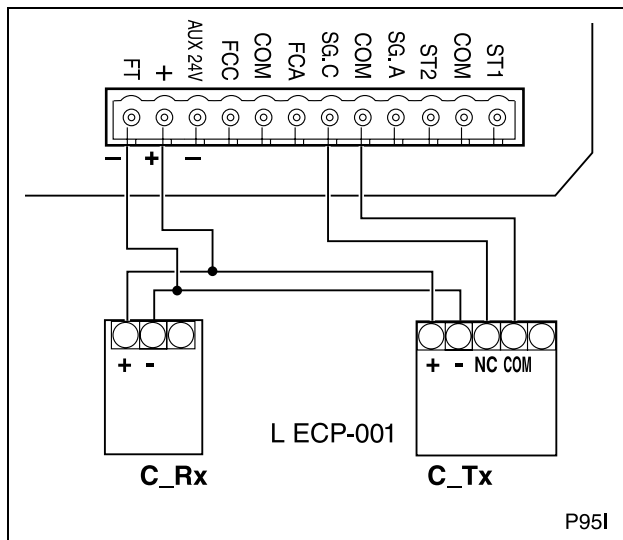 FT + AUX 24V FCC COM FCA SG.C COM SG.A ST2 COM ST1
− + −
+ - + - NC COM
L ECP-001
C_Rx C_Tx
P95I